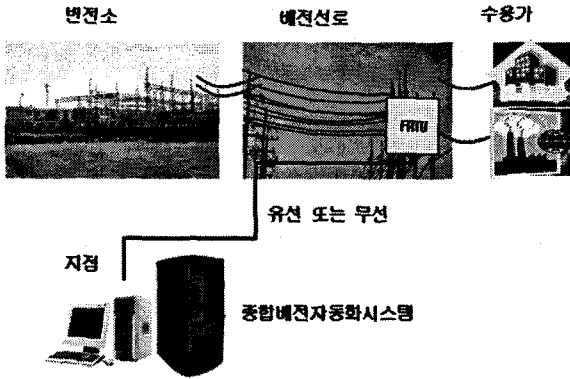 변전소
배전선로
수용가
FRTU
유선 또는 무선
지점
종합배전자동화시스템